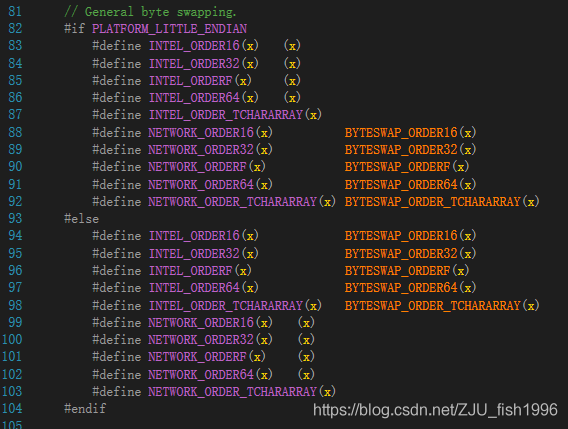 81 // General byte swapping.
82 #if PLATFORM_LITTLE_ENDIAN
83 #define INTEL_ORDER16(x) (x)
84 #define INTEL_ORDER32(x) (x)
85 #define INTEL_ORDERF(x) (x)
86 #define INTEL_ORDER64(x) (x)
87 #define INTEL_ORDER_TCHARARRAY(x)
88 #define NETWORK_ORDER16(x) BYTESWAP_ORDER16(x)
89 #define NETWORK_ORDER32(x) BYTESWAP_ORDER32(x)
90 #define NETWORK_ORDERF(x) BYTESWAP_ORDERF(x)
91 #define NETWORK_ORDER64(x) BYTESWAP_ORDER64(x)
92 #define NETWORK_ORDER_TCHARARRAY(x) BYTESWAP_ORDER_TCHARARRAY(x)
93 #else
94 #define INTEL_ORDER16(x) BYTESWAP_ORDER16(x)
95 #define INTEL_ORDER32(x) BYTESWAP_ORDER32(x)
96 #define INTEL_ORDERF(x) BYTESWAP_ORDERF(x)
97 #define INTEL_ORDER64(x) BYTESWAP_ORDER64(x)
98 #define INTEL_ORDER_TCHARARRAY(x) BYTESWAP_ORDER_TCHARARRAY(x)
99 #define NETWORK_ORDER16(x) (x)
100 #define NETWORK_ORDER32(x) (x)
101 #define NETWORK_ORDERF(x) (x)
102 #define NETWORK_ORDER64(x) (x)
103 #define NETWORK_ORDER_TCHARARRAY(x)
104 #endif
https://blog.csdn.net/ZJU_fish1996
105